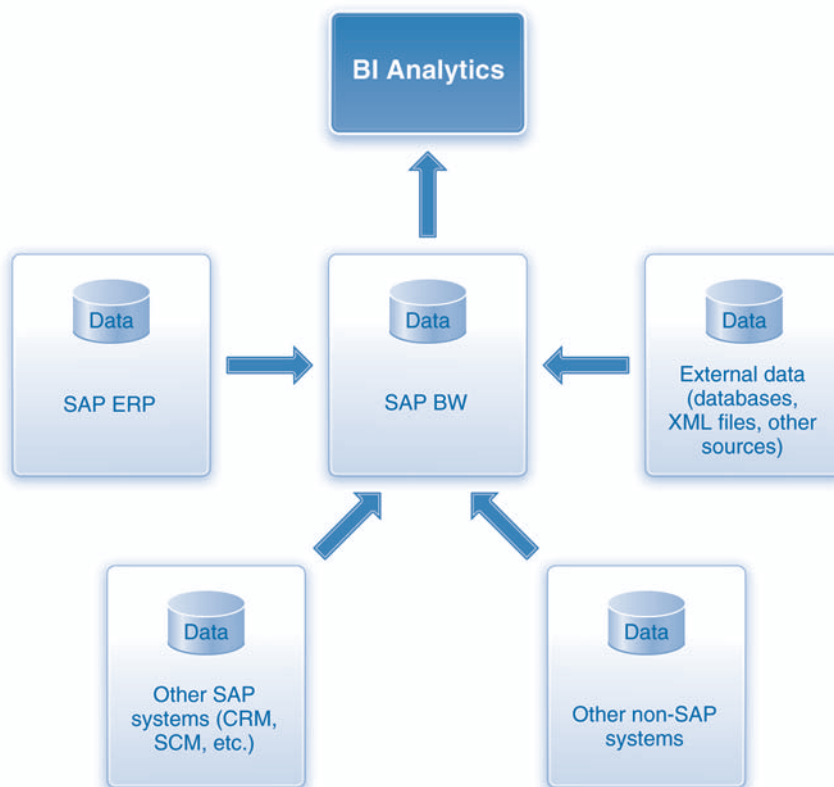 BI Analytics
Data
SAP ERP
Data
SAP BW
Data
External data
(databases,
XML files, other
sources)
Data
Other SAP
systems (CRM,
SCM, etc.)
Data
Other non-SAP
systems